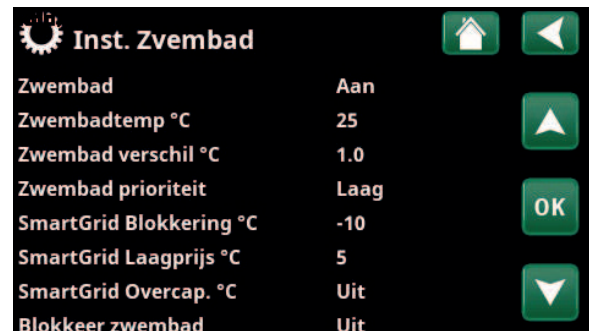 Inst. Zvembad
Zwembad Aan
Zwembadtemp °C 25
Zwembad verschil °C 1.0
Zwembad prioriteit Laag
SmartGrid Blokkering °C -10
OK
SmartGrid Laagprijs °C 5
SmartGrid Overcap. °C Uit
Blokkeer zwembad Uit